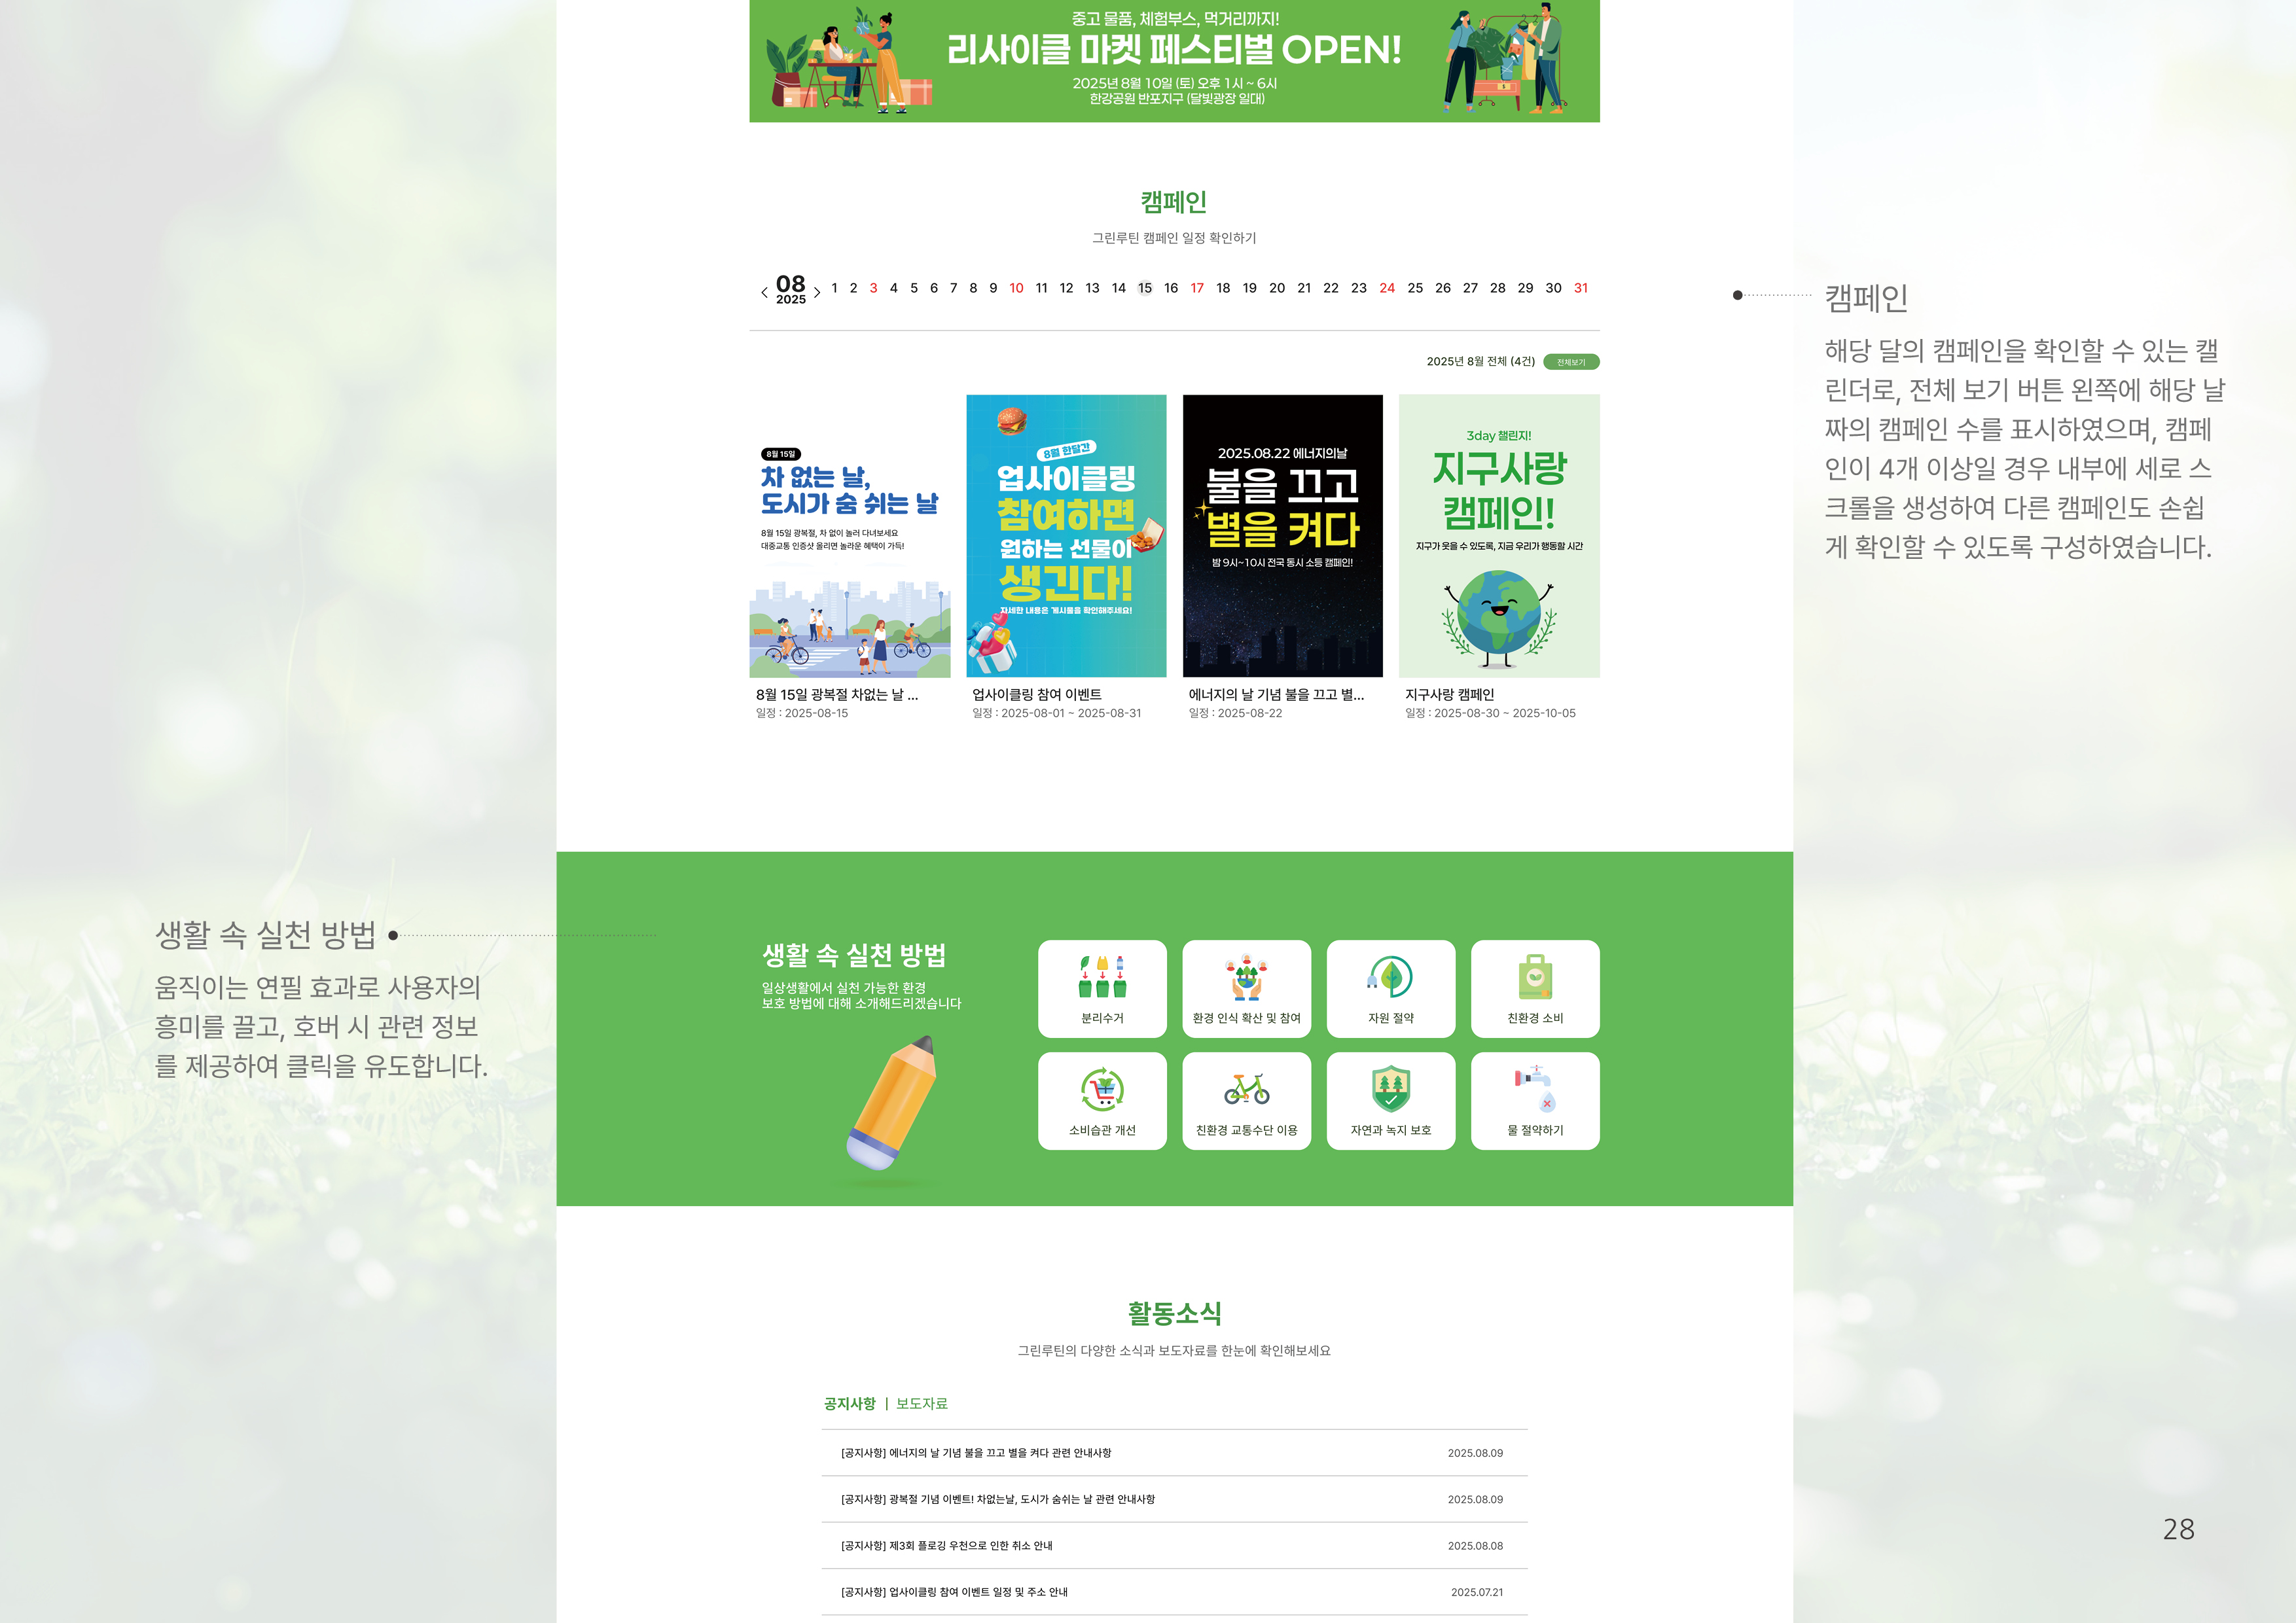 중고 물품, 체험부스, 먹거리까지!
리사이클 마켓 페스티벌 OPEN!
2025년 8월 10일 (토) 오후 1시 ~ 6시
한강공원 반포지구 (달빛광장 일대)
캠페인
그린루틴 캠페인 일정 확인하기
08
2025
1 2 3 4 5 6 7 8 9 10 11 12 13 14 15 16 17 18 19 20 21 22 23 24 25 26 27 28 29 30 31
2025년 8월 전체 (4건) 전체보기
8월 15일
차 없는 날,
도시가 숨 쉬는 날
8월 15일 광복절, 차 없이 놀러 다녀보세요
대중교통 인증샷 올리면 놀라운 혜택이 가득!
8월 15일 광복절 차없는 날 ...
일정 : 2025-08-15
8월 한달간
업사이클링
참여하면
원하는 선물이
생긴다!
자세한 내용은 게시물을 확인해주세요!
업사이클링 참여 이벤트
일정 : 2025-08-01 ~ 2025-08-31
2025.08.22 에너지의날
불을 끄고
별을 켜다
밤 9시~10시 전국 동시 소등 캠페인!
에너지의 날 기념 불을 끄고 별...
일정 : 2025-08-22
3day 챌린지!
지구사랑
캠페인!
지구가 웃을 수 있도록, 지금 우리가 행동할 시간
지구사랑 캠페인
일정 : 2025-08-30 ~ 2025-10-05
캠페인
해당 달의 캠페인을 확인할 수 있는 캘
린더로, 전체 보기 버튼 왼쪽에 해당 날
짜의 캠페인 수를 표시하였으며, 캠페
인이 4개 이상일 경우 내부에 세로 스
크롤을 생성하여 다른 캠페인도 손쉽
게 확인할 수 있도록 구성하였습니다.
생활 속 실천 방법
움직이는 연필 효과로 사용자의
흥미를 끌고, 호버 시 관련 정보
를 제공하여 클릭을 유도합니다.
생활 속 실천 방법
일상생활에서 실천 가능한 환경
보호 방법에 대해 소개해드리겠습니다
분리수거
환경 인식 확산 및 참여
자원 절약
친환경 소비
소비습관 개선
친환경 교통수단 이용
자연과 녹지 보호
물 절약하기
활동소식
그린루틴의 다양한 소식과 보도자료를 한눈에 확인해보세요
공지사항 | 보도자료
[공지사항] 에너지의 날 기념 불을 끄고 별을 켜다 관련 안내사항 2025.08.09
[공지사항] 광복절 기념 이벤트! 차없는날, 도시가 숨쉬는 날 관련 안내사항 2025.08.09
[공지사항] 제3회 플로깅 우천으로 인한 취소 안내 2025.08.08
[공지사항] 업사이클링 참여 이벤트 일정 및 주소 안내 2025.07.21
28